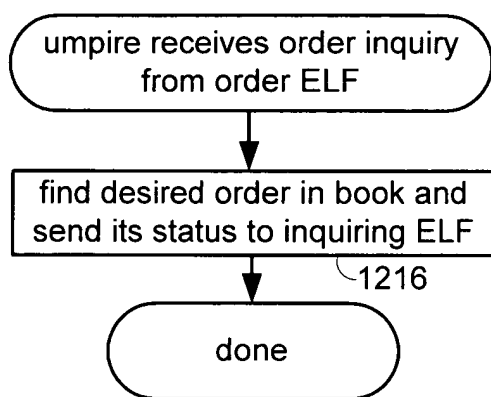 umpire receives order inquiry
from order ELF
find desired order in book and
send its status to inquiring ELF
1216
done